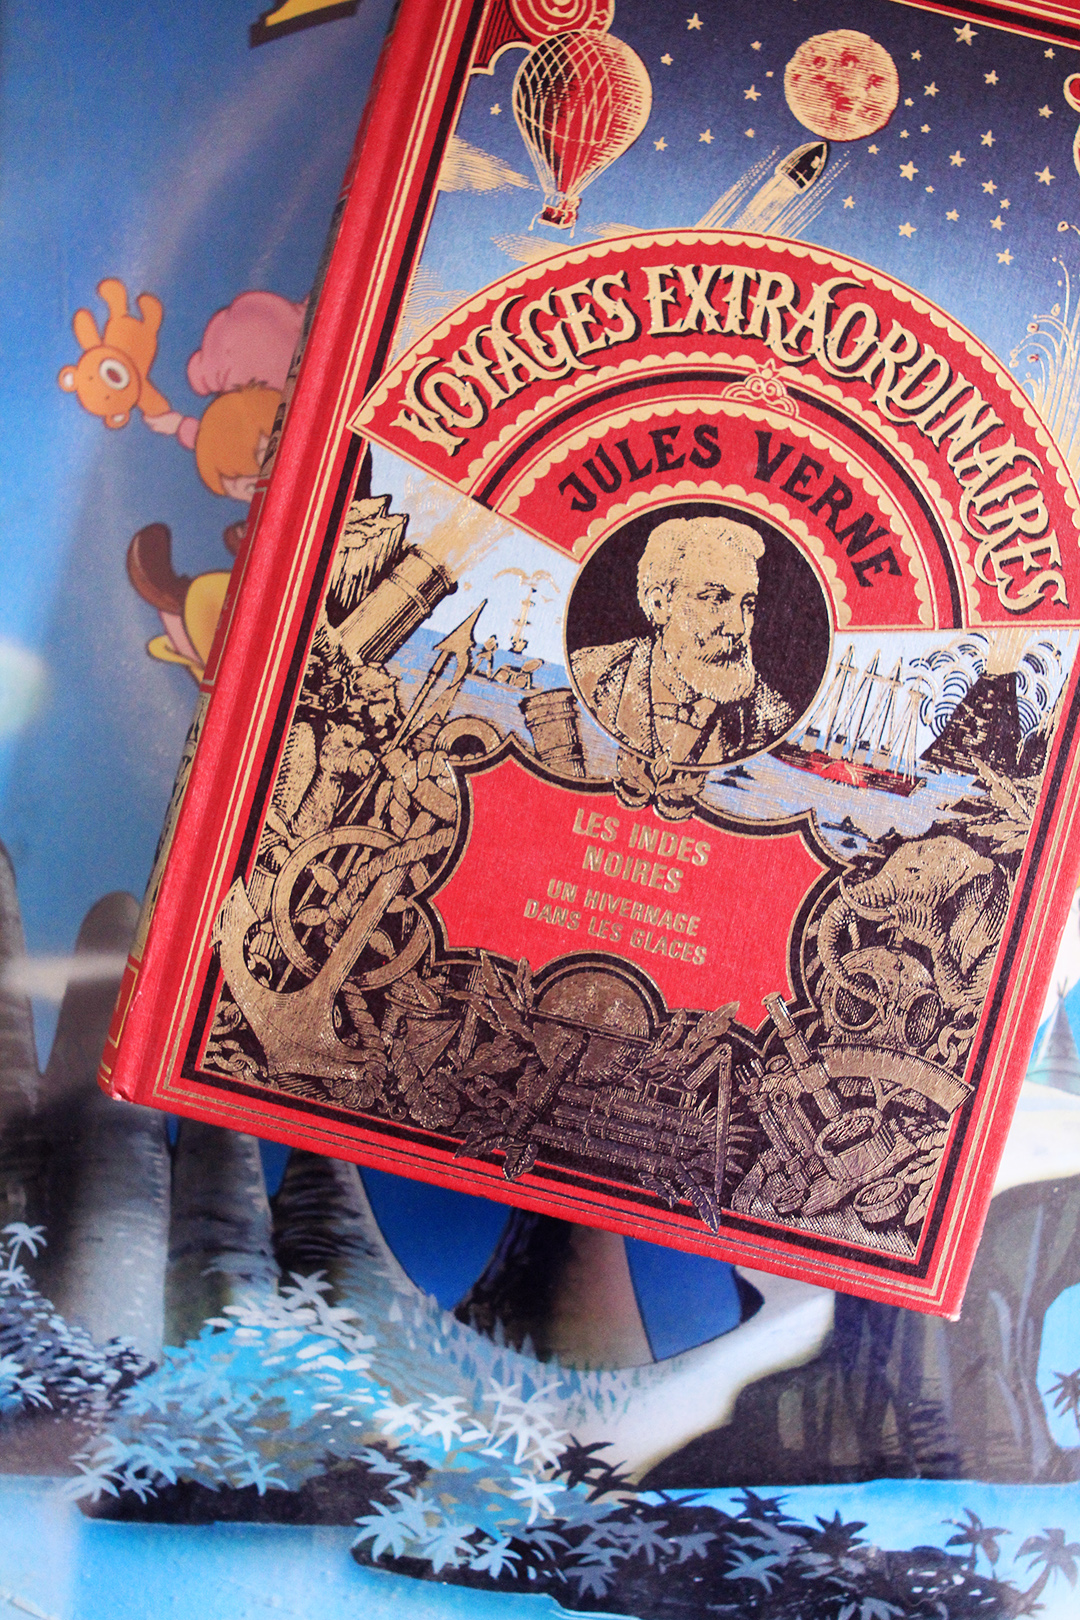 VOYAGES EXTRAORDINAIRES
JULES VERNE
LES INDES
NOIRES
UN HIVERNAGE
DANS LES GLACES